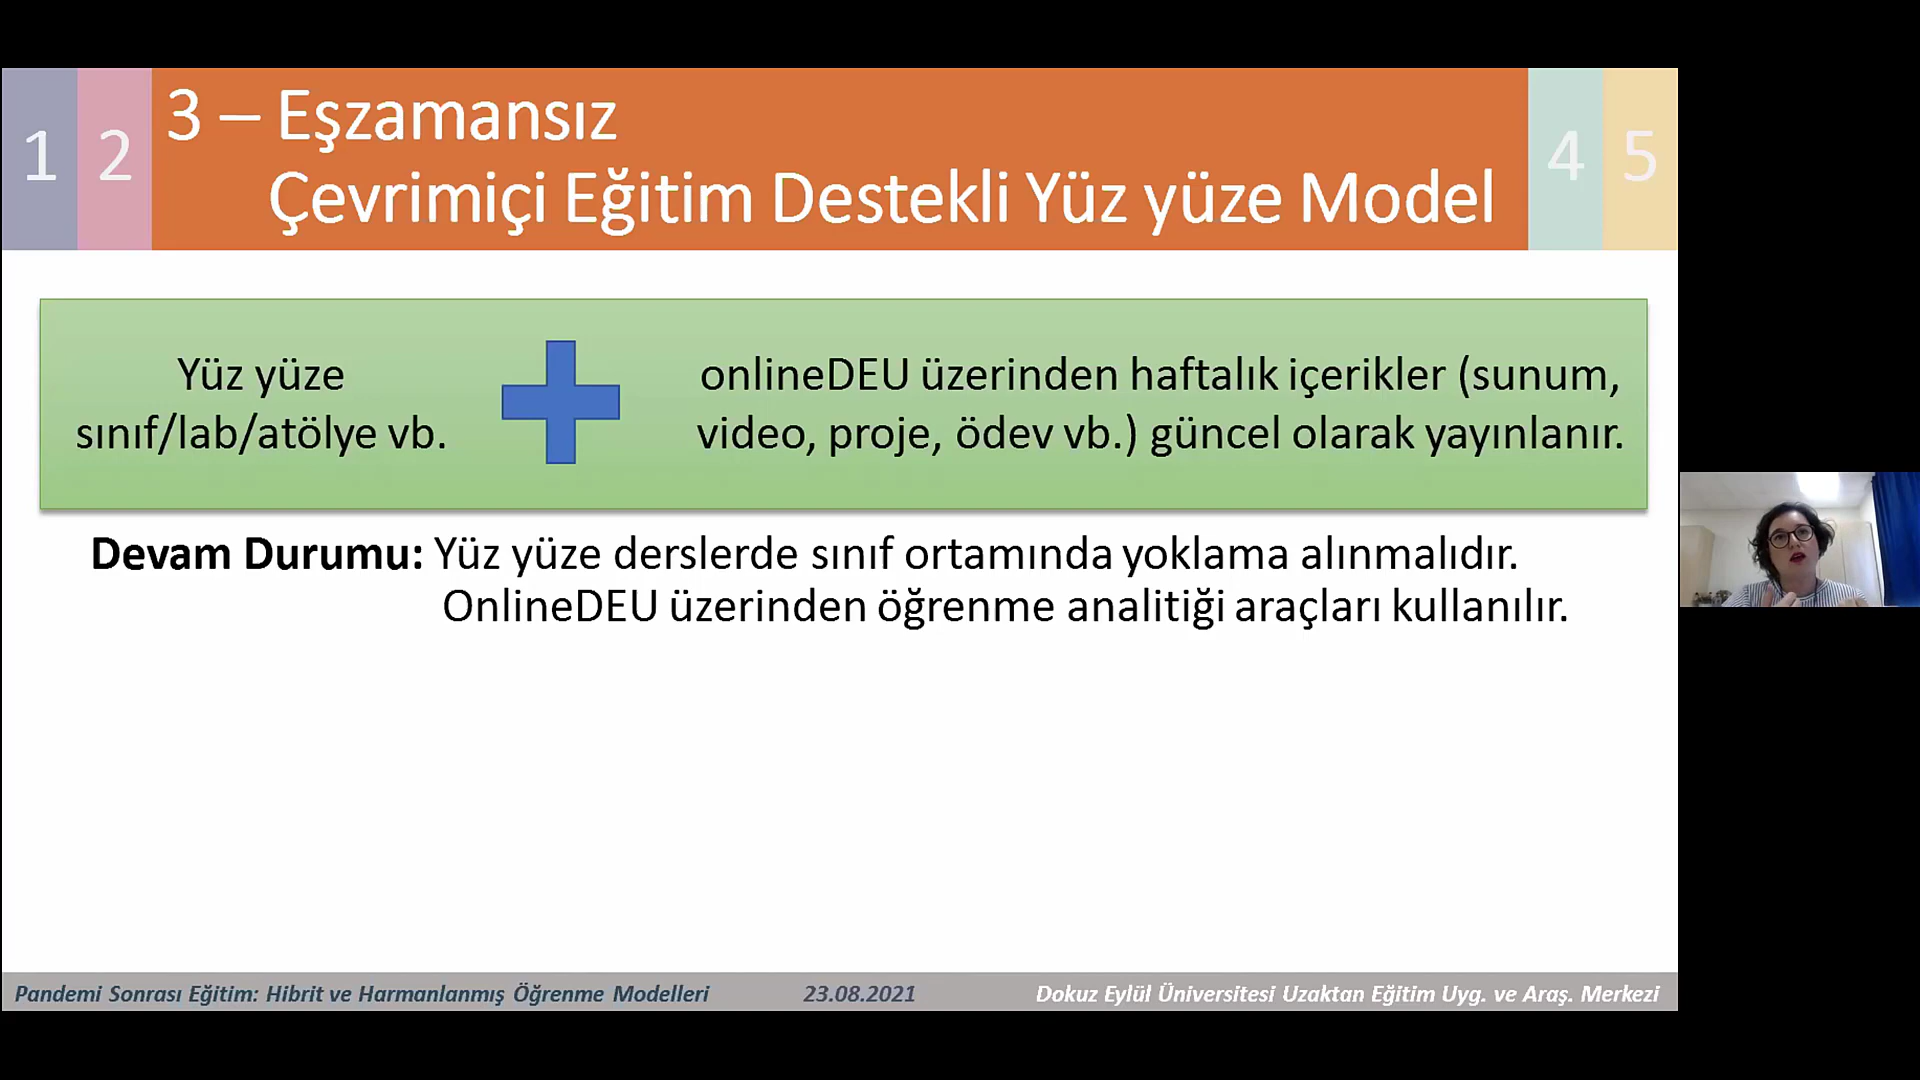 1
2
3 – Eşzamansız
Çevrimiçi Eğitim Destekli Yüz yüze Model
4
5
Yüz yüze
sınıf/lab/atölye vb.
onlineDEU üzerinden haftalık içerikler (sunum,
video, proje, ödev vb.) güncel olarak yayınlanır.
Devam Durumu: Yüz yüze derslerde sınıf ortamında yoklama alınmalıdır.
OnlineDEU üzerinden öğrenme analitiği araçları kullanılır.
Pandemi Sonrası Eğitim: Hibrit ve Harmanlanmış Öğrenme Modelleri
23.08.2021
Dokuz Eylül Üniversitesi Uzaktan Eğitim Uyg. ve Araş. Merkezi